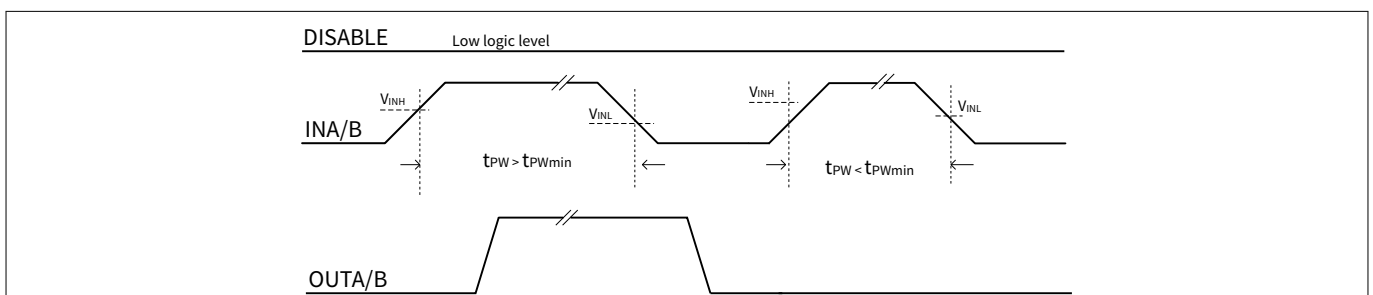 DISABLE
Low logic level
VINH
VINL
VINH
VINL
INA/B
tPW > tPWmin
tPW < tPWmin
OUTA/B